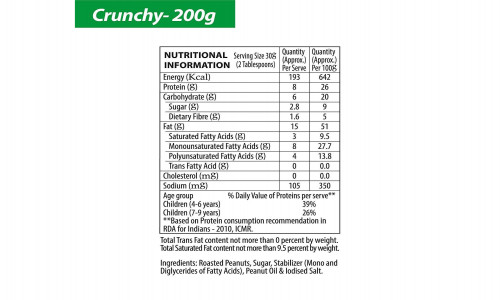 Crunchy- 200g
NUTRITIONAL INFORMATION Serving Size 30g (2 Tablespoons) Quantity (Approx.) Per Serve Quantity (Approx.) Per 100g
Energy (Kcal) 193 642
Protein (g) 8 26
Carbohydrate (g) 6 20
Sugar (g) 2.8 9
Dietary Fibre (g) 1.6 5
Fat (g) 15 51
Saturated Fatty Acids (g) 3 9.5
Monounsaturated Fatty Acids (g) 8 27.7
Polyunsaturated Fatty Acids (g) 4 13.8
Trans Fatty Acid (g) 0 0.0
Cholesterol (mg) 0 0.0
Sodium (mg) 105 350
Age group % Daily Value of Proteins per serve**
Children (4-6 years) 39%
Children (7-9 years) 26%
**Based on Protein consumption recommendation in
RDA for Indians - 2010, ICMR.
Total Trans Fat content not more than 0 percent by weight.
Total Saturated Fat content not more than 9.5 percent by weight.
Ingredients: Roasted Peanuts, Sugar, Stabilizer (Mono and
Diglycerides of Fatty Acids), Peanut Oil & Iodised Salt.